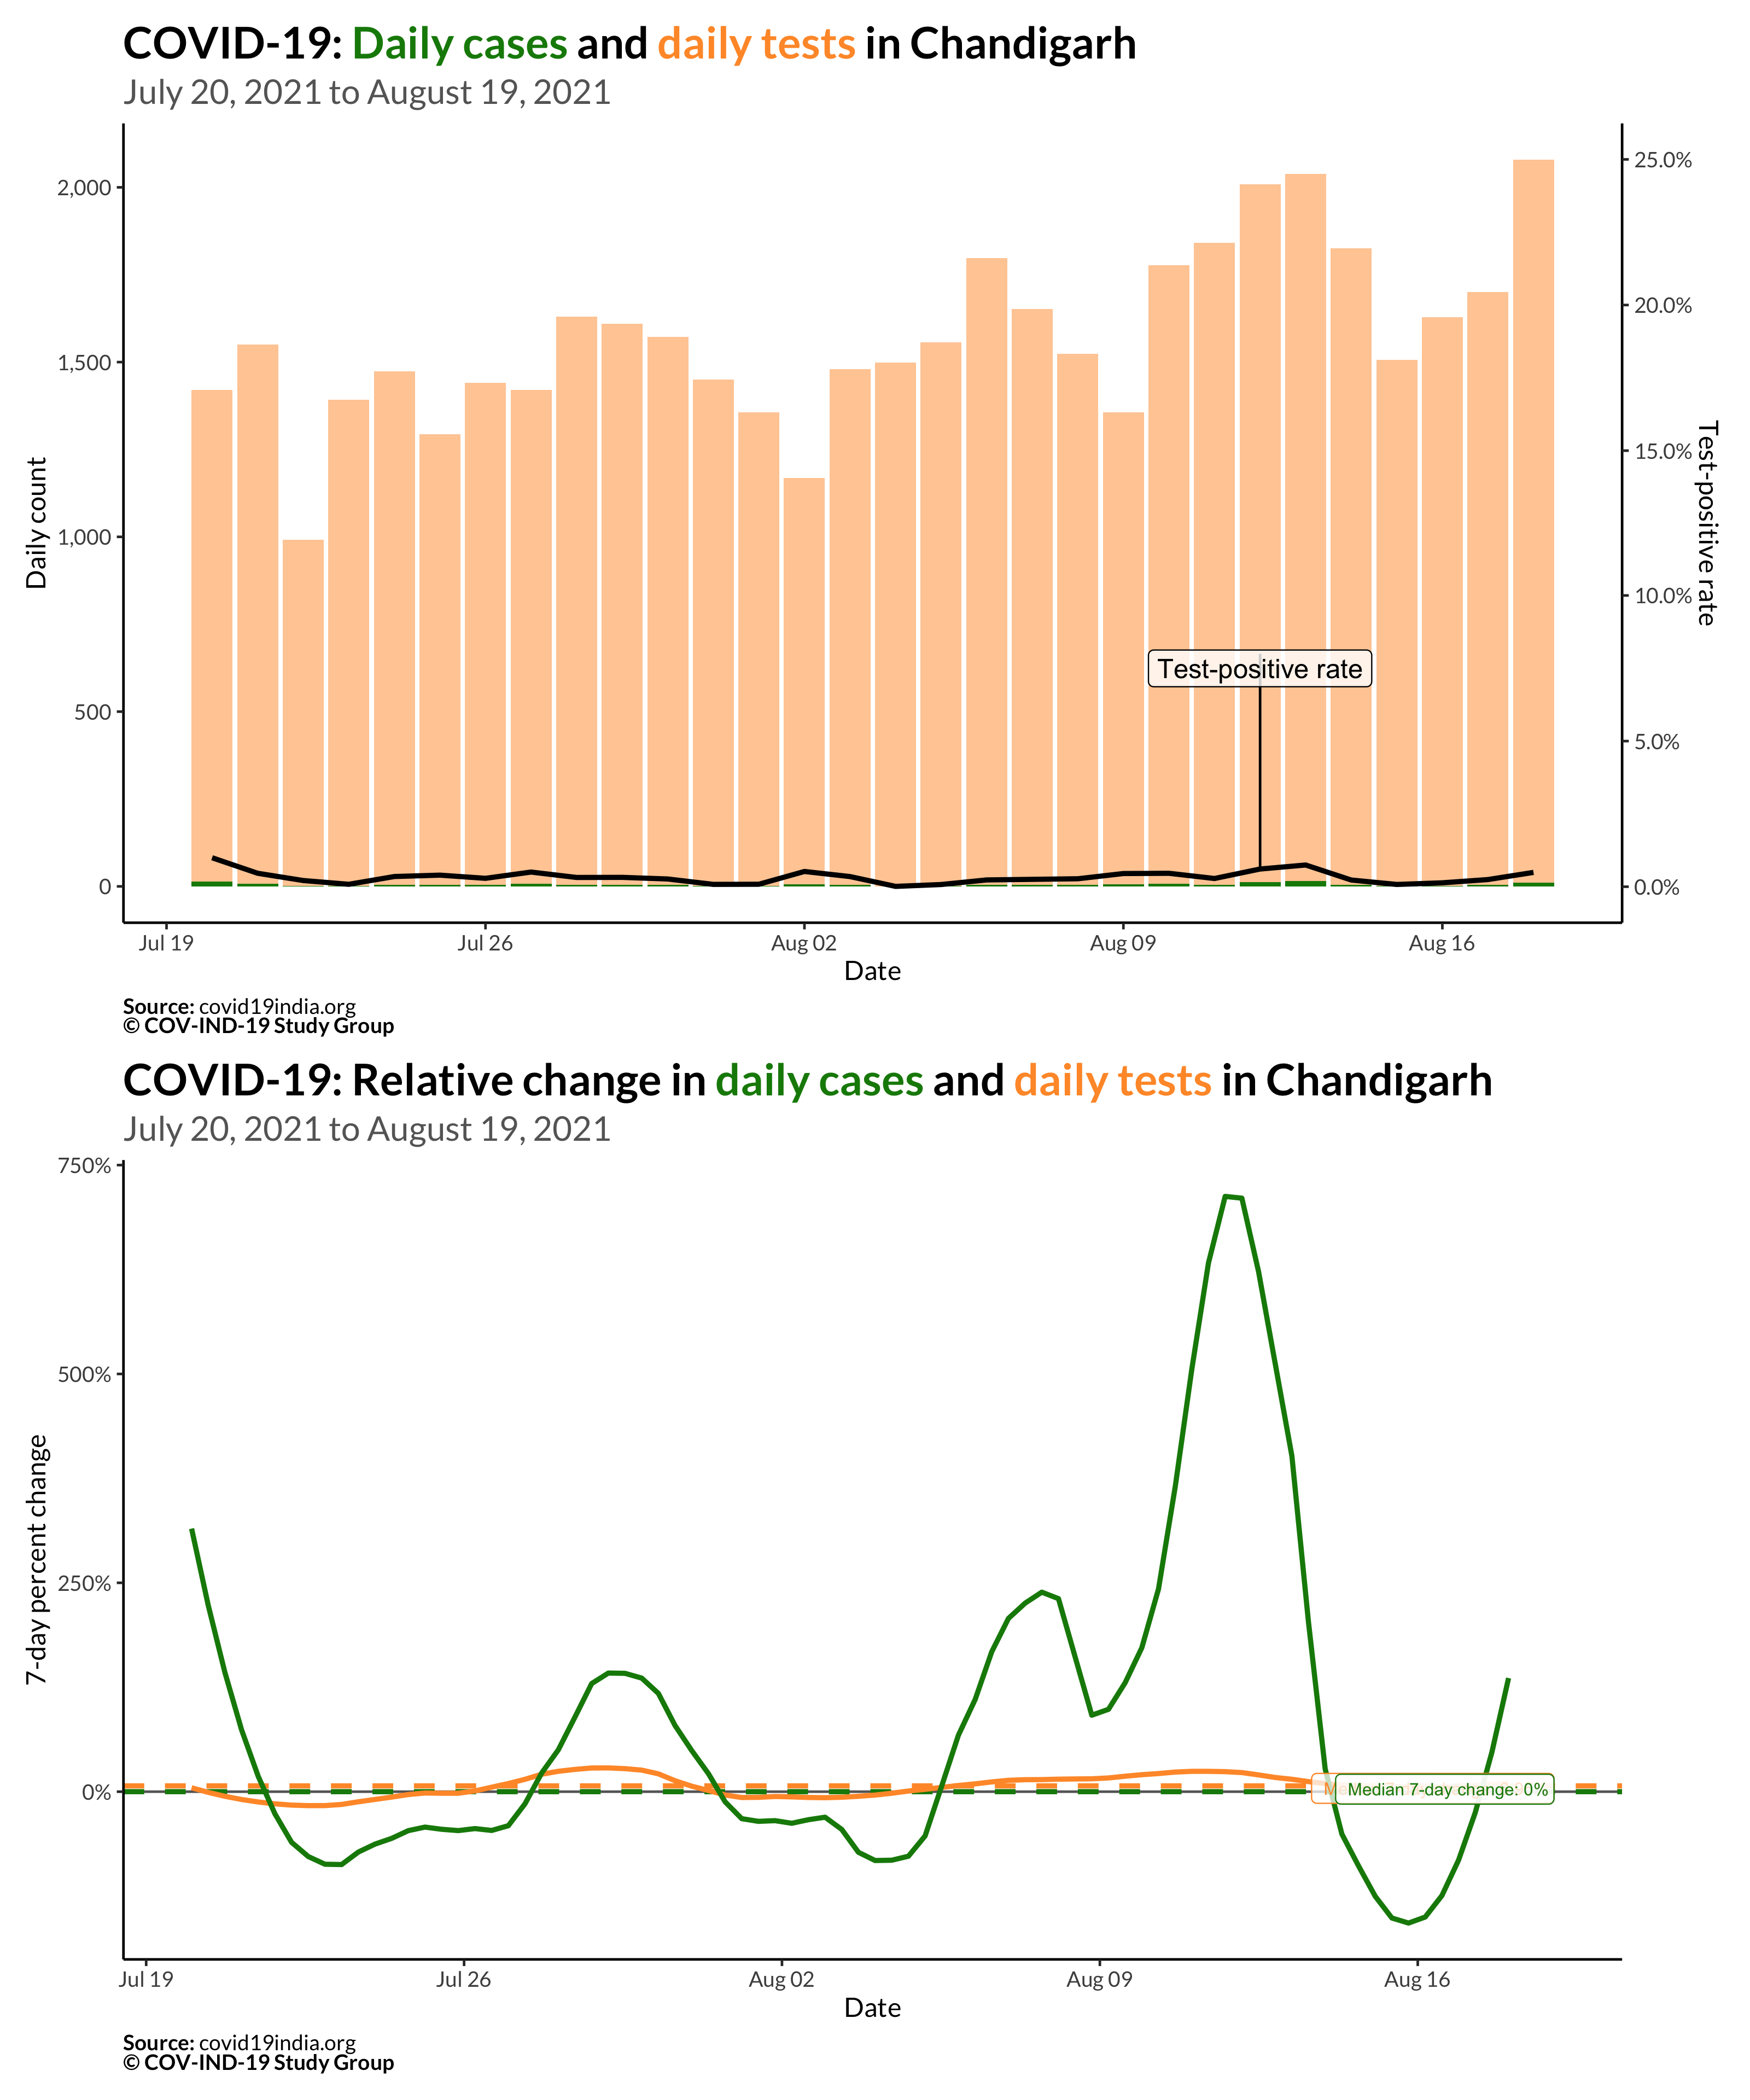 COVID-19: Daily cases and daily tests in Chandigarh
July 20, 2021 to August 19, 2021
2,000
1,500
1,000
500
0
Daily count
25.0%
20.0%
15.0%
10.0%
5.0%
0.0%
Test-positive rate
Test-positive rate
Jul 19
Jul 26
Aug 02
Aug 09
Aug 16
Date
Source: covid19india.org
© COV-IND-19 Study Group
COVID-19: Relative change in daily cases and daily tests in Chandigarh
July 20, 2021 to August 19, 2021
750%
500%
250%
0%
7-day percent change
Median 7-day change: 0%
Jul 19
Jul 26
Aug 02
Aug 09
Aug 16
Date
Source: covid19india.org
© COV-IND-19 Study Group